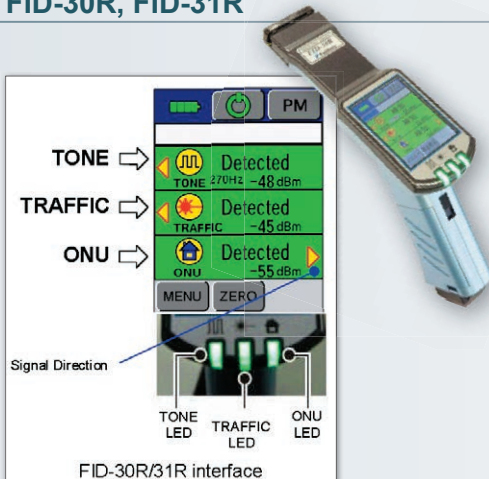 FID-30R, FID-31R
PM
TONE
Detected
TONE 270Hz -48 dBm
TRAFFIC
Detected
TRAFFIC -45 dBm
ONU
Detected
ONU -55 dBm
MENU ZERO
Signal Direction
TONE LED
TRAFFIC LED
ONU LED
FID-30R/31R interface